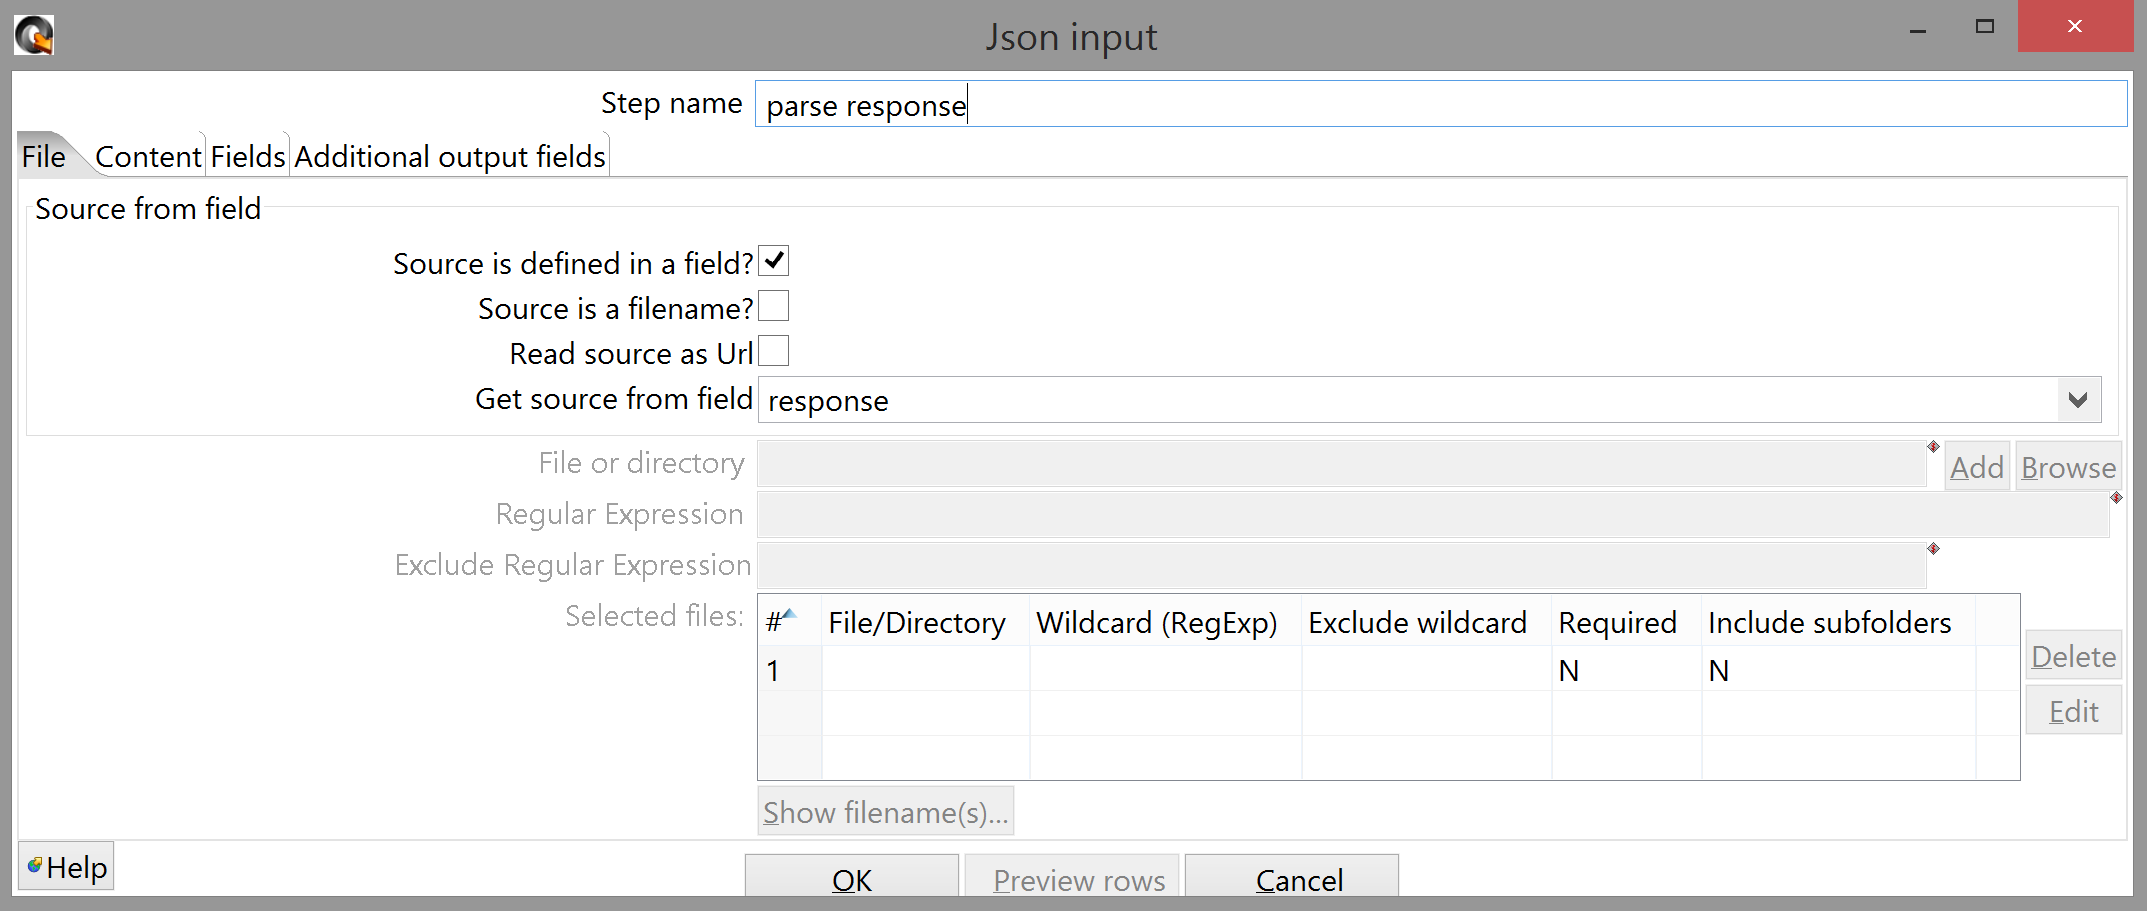 Json input
Step name parse response
File Content Fields Additional output fields
Source from field
Source is defined in a field?
Source is a filename?
Read source as Url
Get source from field response
File or directory Add Browse
Regular Expression
Exclude Regular Expression
Selected files: # File/Directory Wildcard (RegExp) Exclude wildcard Required Include subfolders
1 N N
Delete
Edit
Show filename(s)...
Help
OK Preview rows Cancel